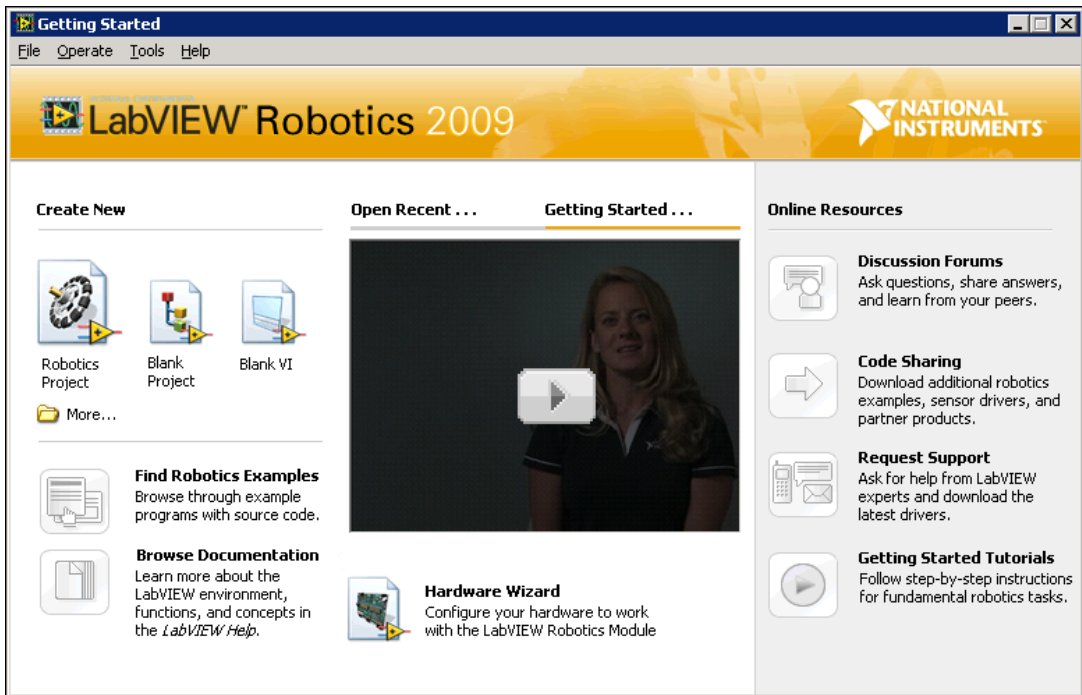 Getting Started
File Operate Tools Help
LabVIEW™ Robotics 2009
NATIONAL
INSTRUMENTS™
Create New
Robotics
Project
Blank
Project
Blank VI
More...
Find Robotics Examples
Browse through example
programs with source code.
Browse Documentation
Learn more about the
LabVIEW environment,
functions, and concepts in
the LabVIEW Help.
Open Recent . . .
Getting Started . . .
Hardware Wizard
Configure your hardware to work
with the LabVIEW Robotics Module
Online Resources
Discussion Forums
Ask questions, share answers,
and learn from your peers.
Code Sharing
Download additional robotics
examples, sensor drivers, and
partner products.
Request Support
Ask for help from LabVIEW
experts and download the
latest drivers.
Getting Started Tutorials
Follow step-by-step instructions
for fundamental robotics tasks.